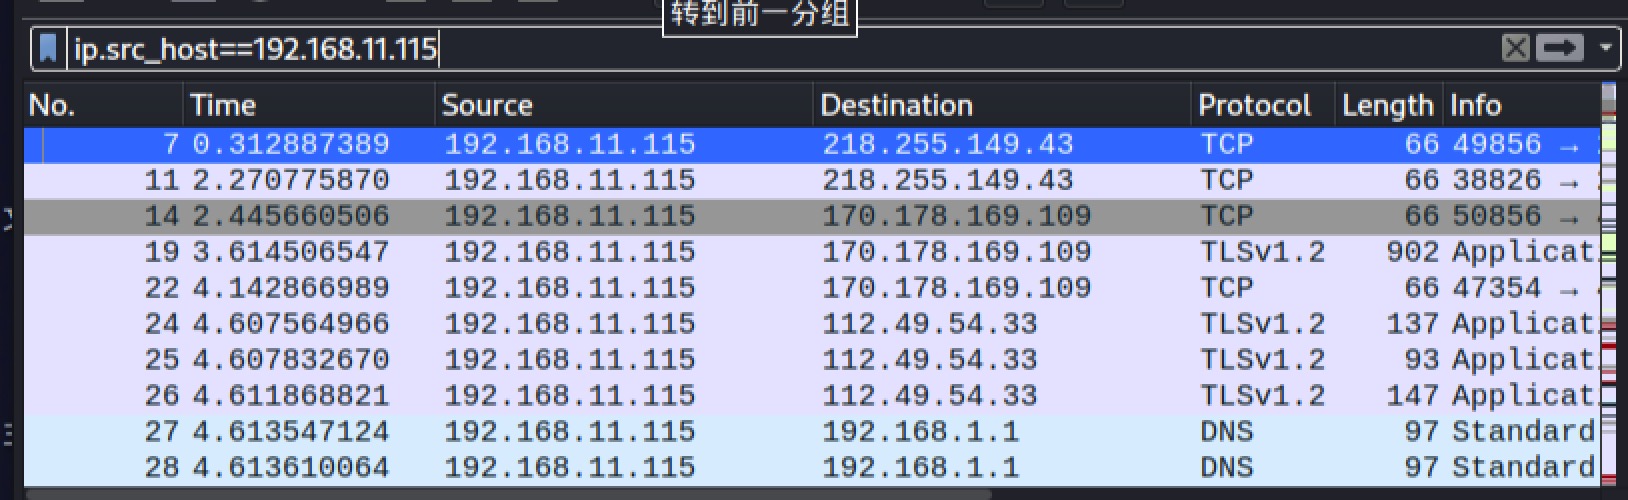 转到前一分组
ip.src_host==192.168.11.115
No. Time Source Destination Protocol Length Info
7 0.312887389 192.168.11.115 218.255.149.43 TCP 66 49856 →
11 2.270775870 192.168.11.115 218.255.149.43 TCP 66 38826 →
14 2.445660506 192.168.11.115 170.178.169.109 TCP 66 50856 →
19 3.614506547 192.168.11.115 170.178.169.109 TLSv1.2 902 Applicat
22 4.142866989 192.168.11.115 170.178.169.109 TCP 66 47354 →
24 4.607564966 192.168.11.115 112.49.54.33 TLSv1.2 137 Applicat
25 4.607832670 192.168.11.115 112.49.54.33 TLSv1.2 93 Applicat
26 4.611868821 192.168.11.115 112.49.54.33 TLSv1.2 147 Applicat
27 4.613547124 192.168.11.115 192.168.1.1 DNS 97 Standard
28 4.613610064 192.168.11.115 192.168.1.1 DNS 97 Standard